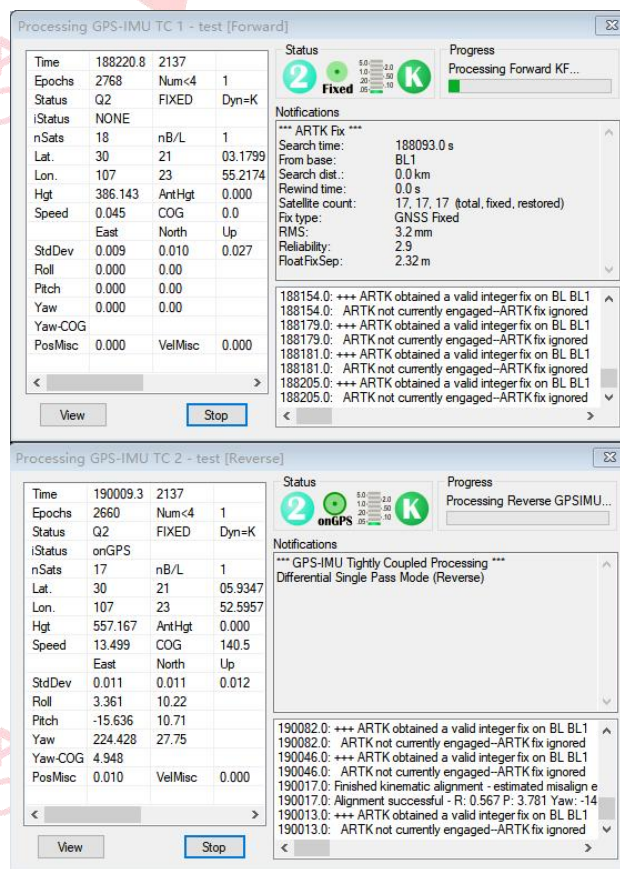 Processing GPS-IMU TC 1 - test [Forward]
Time 188220.8 2137
Epochs 2768 Num<4 1
Status Q2 FIXED Dyn=K
iStatus NONE
nSats 18 nB/L 1
Lat. 30 21 03.1799
Lon. 107 23 55.2174
Hgt 386.143 AntHgt 0.000
Speed 0.045 COG 0.0
East North Up
StdDev 0.009 0.010 0.027
Roll 0.000 0.00
Pitch 0.000 0.00
Yaw 0.000 0.00
Yaw-COG
PosMisc 0.000 VelMisc 0.000
View Stop
Status
2 Fixed 5.0 1.0 .20 .05 2.0 .50 .10 K
Progress
Processing Forward KF...
Notifications
*** ARTK Fix ***
Search time: 188093.0 s
From base: BL1
Search dist.: 0.0 km
Rewind time: 0.0 s
Satellite count: 17, 17, 17 (total, fixed, restored)
Fix type: GNSS Fixed
RMS: 3.2 mm
Reliability: 2.9
FloatFixSep: 2.32 m
188154.0: +++ ARTK obtained a valid integer fix on BL BL1
188154.0: ARTK not currently engaged--ARTK fix ignored
188179.0: +++ ARTK obtained a valid integer fix on BL BL1
188179.0: ARTK not currently engaged--ARTK fix ignored
188181.0: +++ ARTK obtained a valid integer fix on BL BL1
188181.0: ARTK not currently engaged--ARTK fix ignored
188205.0: +++ ARTK obtained a valid integer fix on BL BL1
188205.0: ARTK not currently engaged--ARTK fix ignored
Processing GPS-IMU TC 2 - test [Reverse]
Time 190009.3 2137
Epochs 2660 Num<4 1
Status Q2 FIXED Dyn=K
iStatus onGPS
nSats 17 nB/L 1
Lat. 30 21 05.9347
Lon. 107 23 52.5957
Hgt 557.167 AntHgt 0.000
Speed 13.499 COG 140.5
East North Up
StdDev 0.011 0.011 0.012
Roll 3.361 10.22
Pitch -15.636 10.71
Yaw 224.428 27.75
Yaw-COG 4.948
PosMisc 0.010 VelMisc 0.000
View Stop
Status
2 onGPS 5.0 1.0 .20 .05 2.0 .50 .10 K
Progress
Processing Reverse GPSIMU...
Notifications
*** GPS-IMU Tightly Coupled Processing ***
Differential Single Pass Mode (Reverse)
190082.0: +++ ARTK obtained a valid integer fix on BL BL1
190082.0: ARTK not currently engaged--ARTK fix ignored
190046.0: +++ ARTK obtained a valid integer fix on BL BL1
190046.0: ARTK not currently engaged--ARTK fix ignored
190017.0: Finished kinematic alignment - estimated misalign e
190017.0: Alignment successful - R: 0.567 P: 3.781 Yaw: -14
190013.0: +++ ARTK obtained a valid integer fix on BL BL1
190013.0: ARTK not currently engaged--ARTK fix ignored